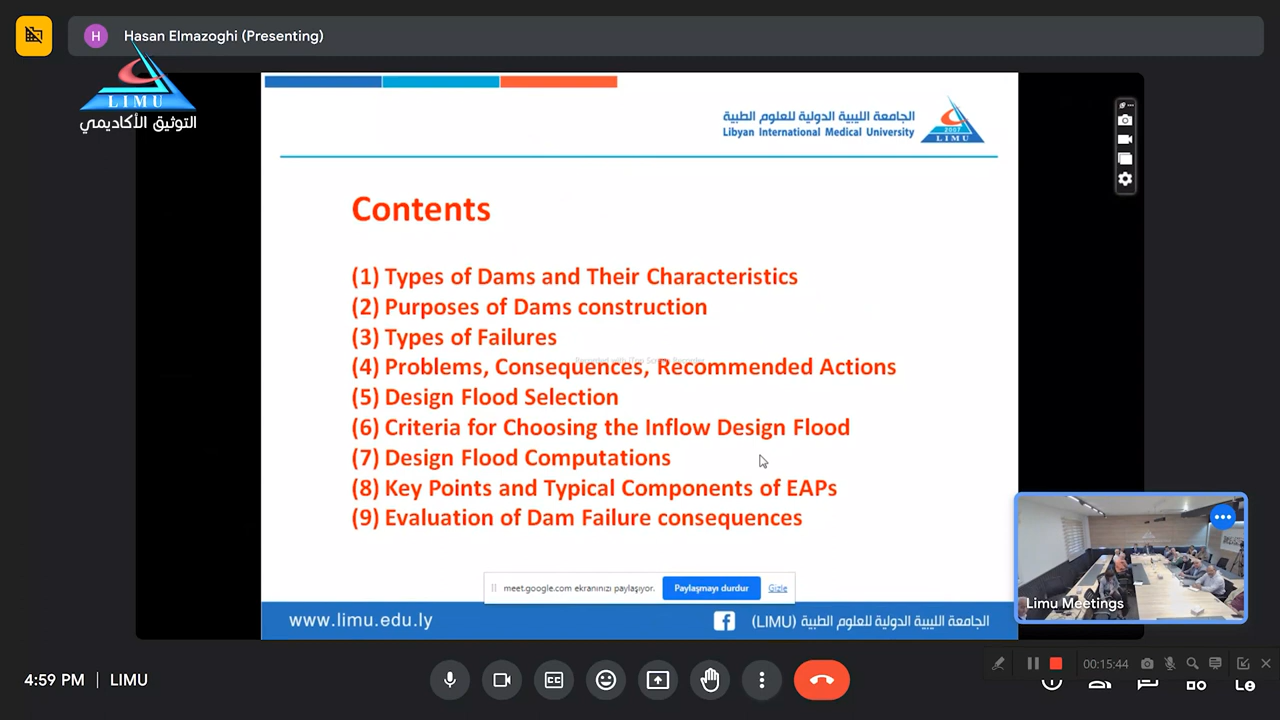 H Hasan Elmazoghi (Presenting)
LIMU
التوثيق الأكاديمي
الجامعة الليبية الدولية للعلوم الطبية
Libyan International Medical University
2007
LIMU
Contents
(1) Types of Dams and Their Characteristics
(2) Purposes of Dams construction
(3) Types of Failures
(4) Problems, Consequences, Recommended Actions
(5) Design Flood Selection
(6) Criteria for Choosing the Inflow Design Flood
(7) Design Flood Computations
(8) Key Points and Typical Components of EAPs
(9) Evaluation of Dam Failure consequences
meet.google.com ekranınızı paylaşıyor. Paylaşmayı durdur Gizle
Limu Meetings
www.limu.edu.ly
الجامعة الليبية الدولية للعلوم الطبية (LIMU)
4:59 PM | LIMU
00:15:44